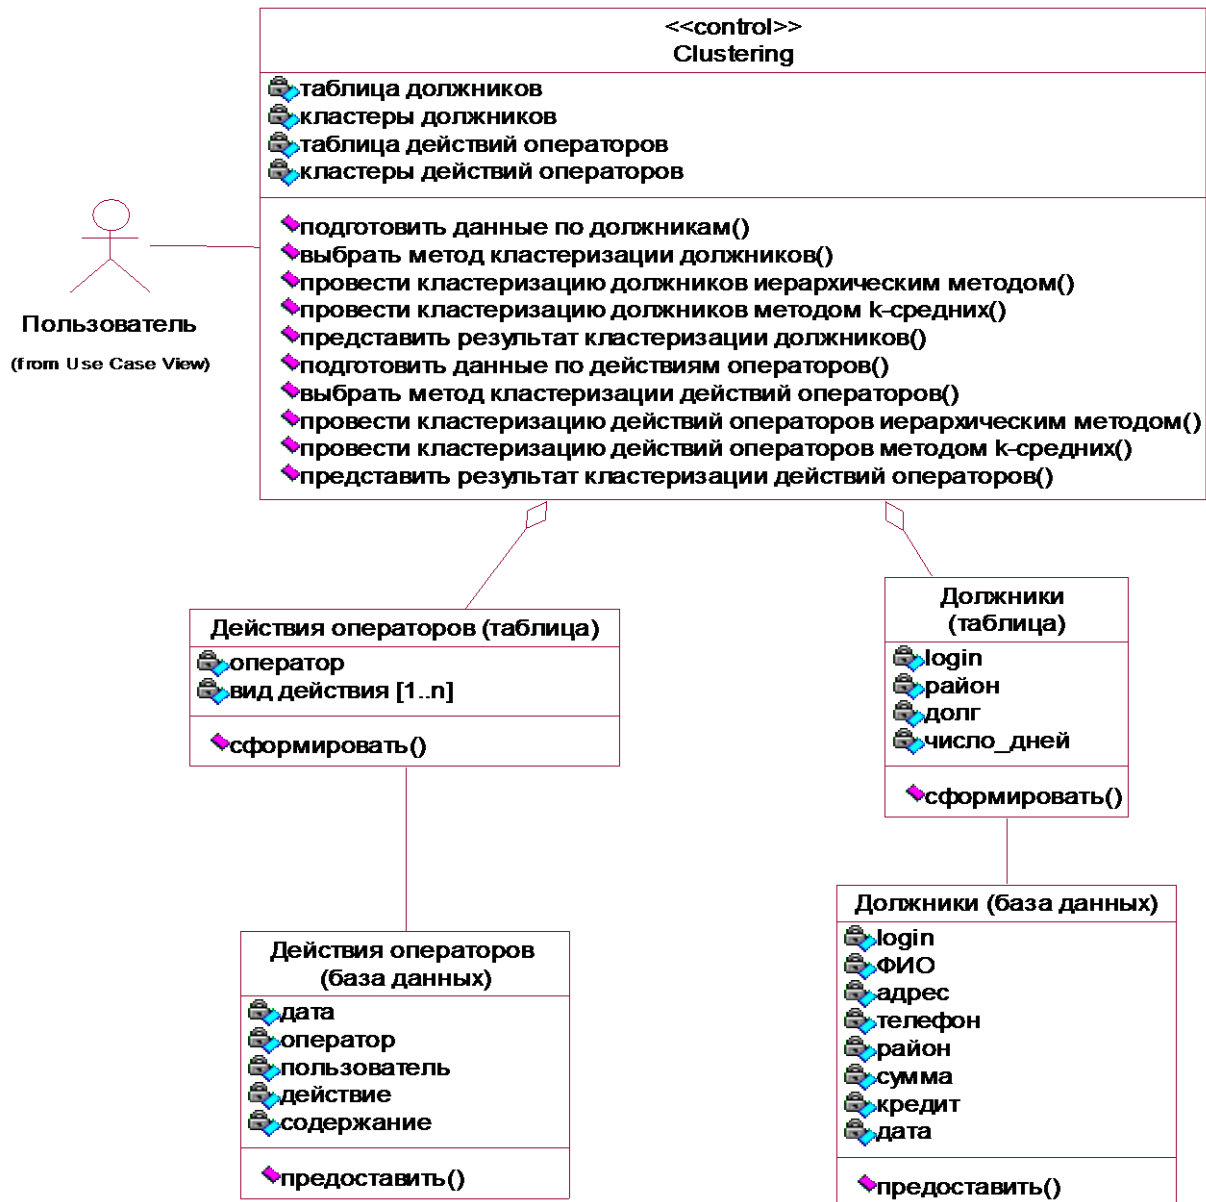 <<control>>
Clustering
таблица должников
кластеры должников
таблица действий операторов
кластеры действий операторов
подготовить данные по должникам()
выбрать метод кластеризации должников()
провести кластеризацию должников иерархическим методом()
провести кластеризацию должников методом k-средних()
представить результат кластеризации должников()
подготовить данные по действиям операторов()
выбрать метод кластеризации действий операторов()
провести кластеризацию действий операторов иерархическим методом()
провести кластеризацию действий операторов методом k-средних()
представить результат кластеризации действий операторов()
Пользователь
(from Use Case View)
Действия операторов (таблица)
оператор
вид действия [1..n]
сформировать()
Должники
(таблица)
login
район
долг
число_дней
сформировать()
Действия операторов
(база данных)
дата
оператор
пользователь
действие
содержание
предоставить()
Должники (база данных)
login
ФИО
адрес
телефон
район
сумма
кредит
дата
предоставить()